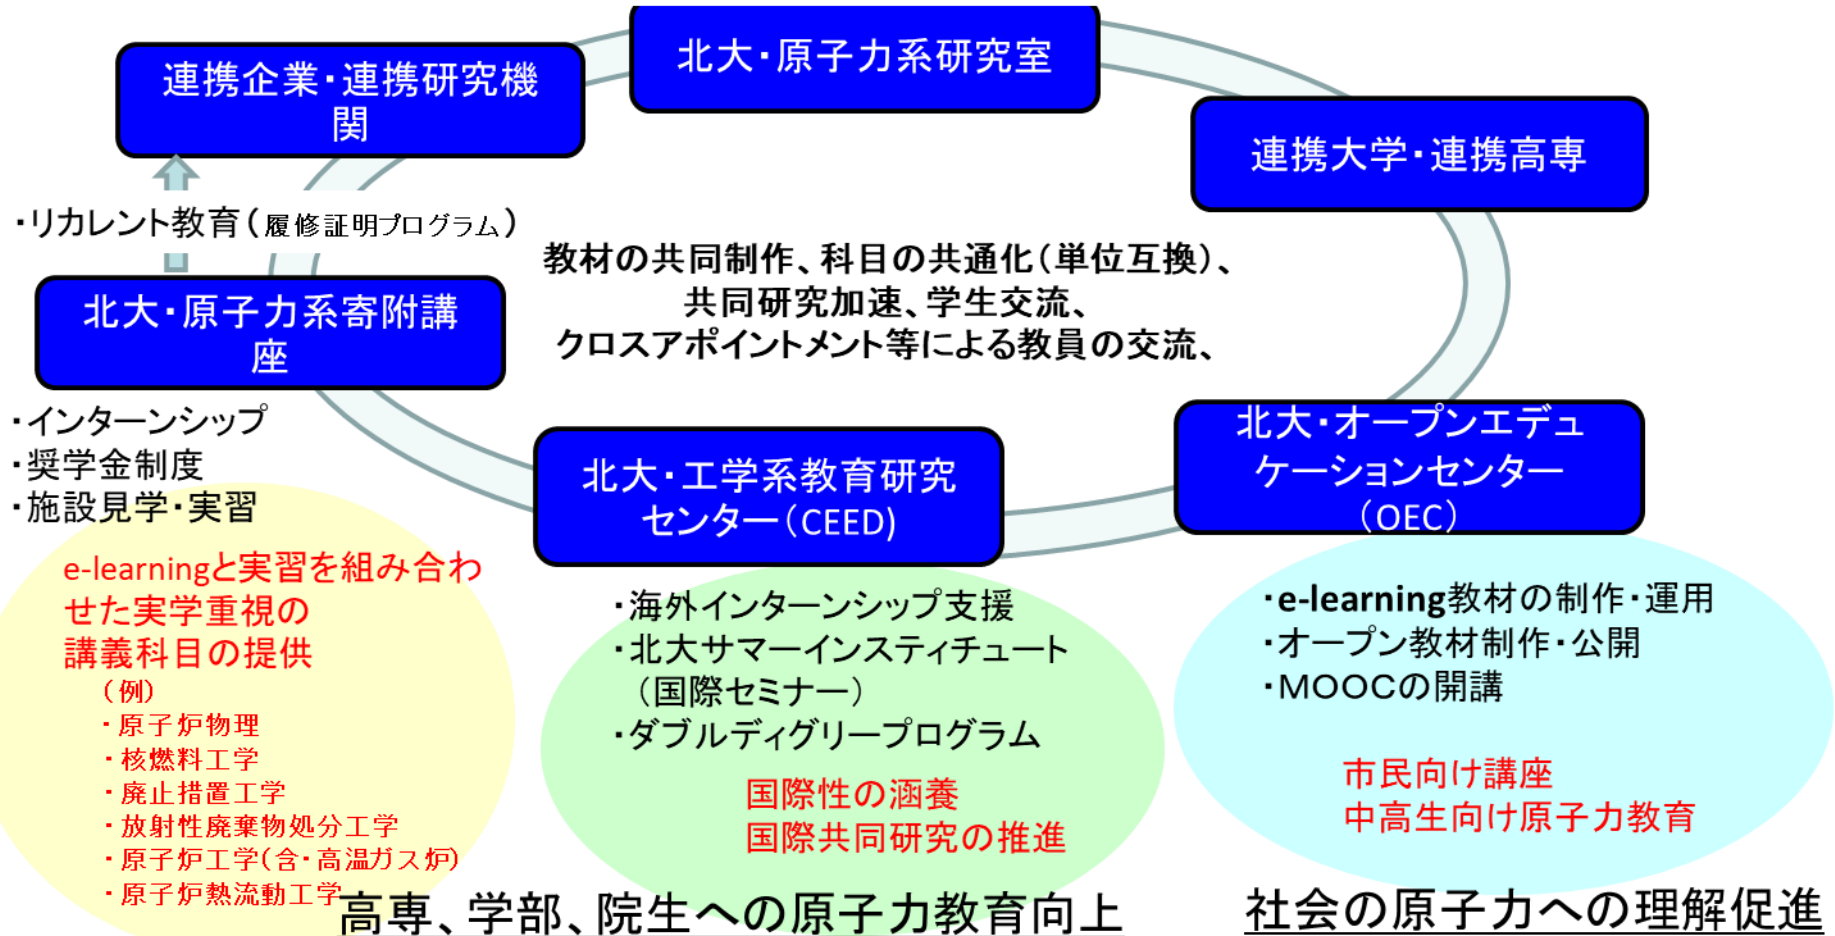 北大・原子力系研究室
連携企業・連携研究機
関
連携大学・連携高専
・リカレント教育(履修証明プログラム)
教材の共同制作、科目の共通化(単位互換)、
共同研究加速、学生交流、
クロスアポイントメント等による教員の交流、
北大・原子力系寄附講
座
・インターンシップ
・奨学金制度
・施設見学・実習
e-learningと実習を組み合わ
せた実学重視の
講義科目の提供
(例)
・原子炉物理
・核燃料工学
・廃止措置工学
・放射性廃棄物処分工学
・原子炉工学(含・高温ガス炉)
・原子炉熱流動工学
北大・工学系教育研究
センター(CEED)
・海外インターンシップ支援
・北大サマーインスティチュート
(国際セミナー)
・ダブルディグリープログラム
国際性の涵養
国際共同研究の推進
北大・オープンエデュ
ケーションセンター
(OEC)
・e-learning教材の制作・運用
・オープン教材制作・公開
・MOOCの開講
市民向け講座
中高生向け原子力教育
高専、学部、院生への原子力教育向上
社会の原子力への理解促進